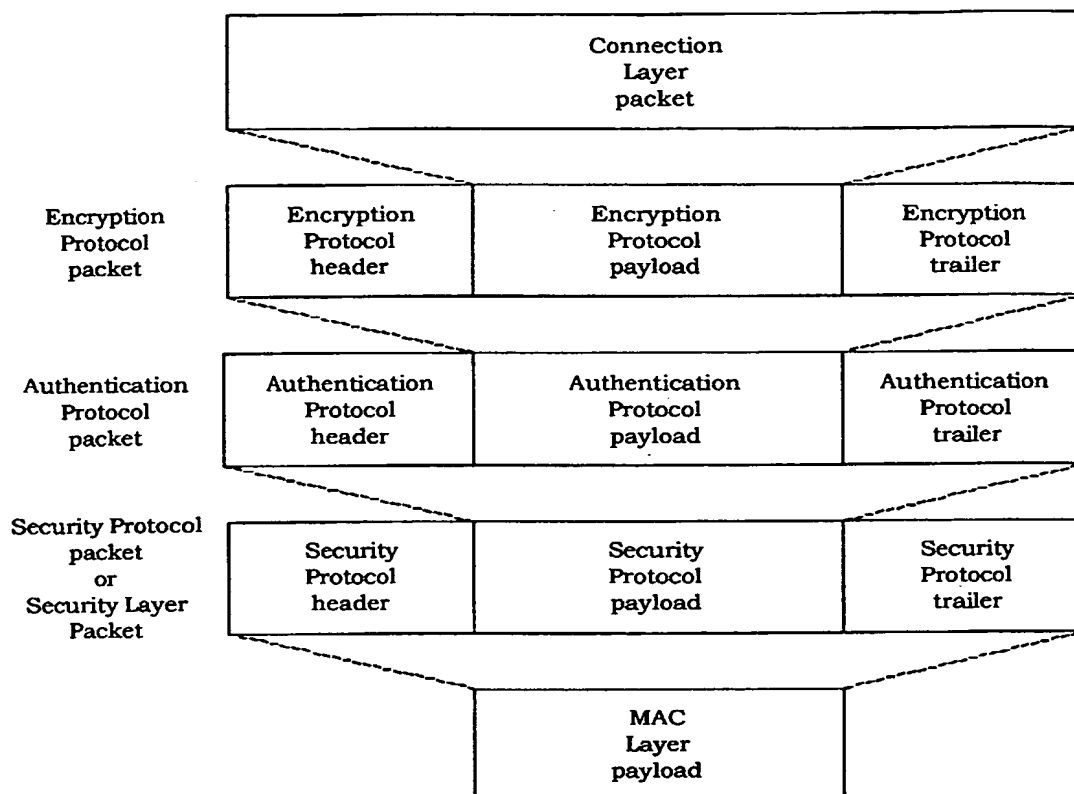 Connection
Layer
packet
Encryption
Protocol
packet
Encryption
Protocol
header
Encryption
Protocol
payload
Encryption
Protocol
trailer
Authentication
Protocol
packet
Authentication
Protocol
header
Authentication
Protocol
payload
Authentication
Protocol
trailer
Security Protocol
packet
or
Security Layer
Packet
Security
Protocol
header
Security
Protocol
payload
Security
Protocol
trailer
MAC
Layer
payload